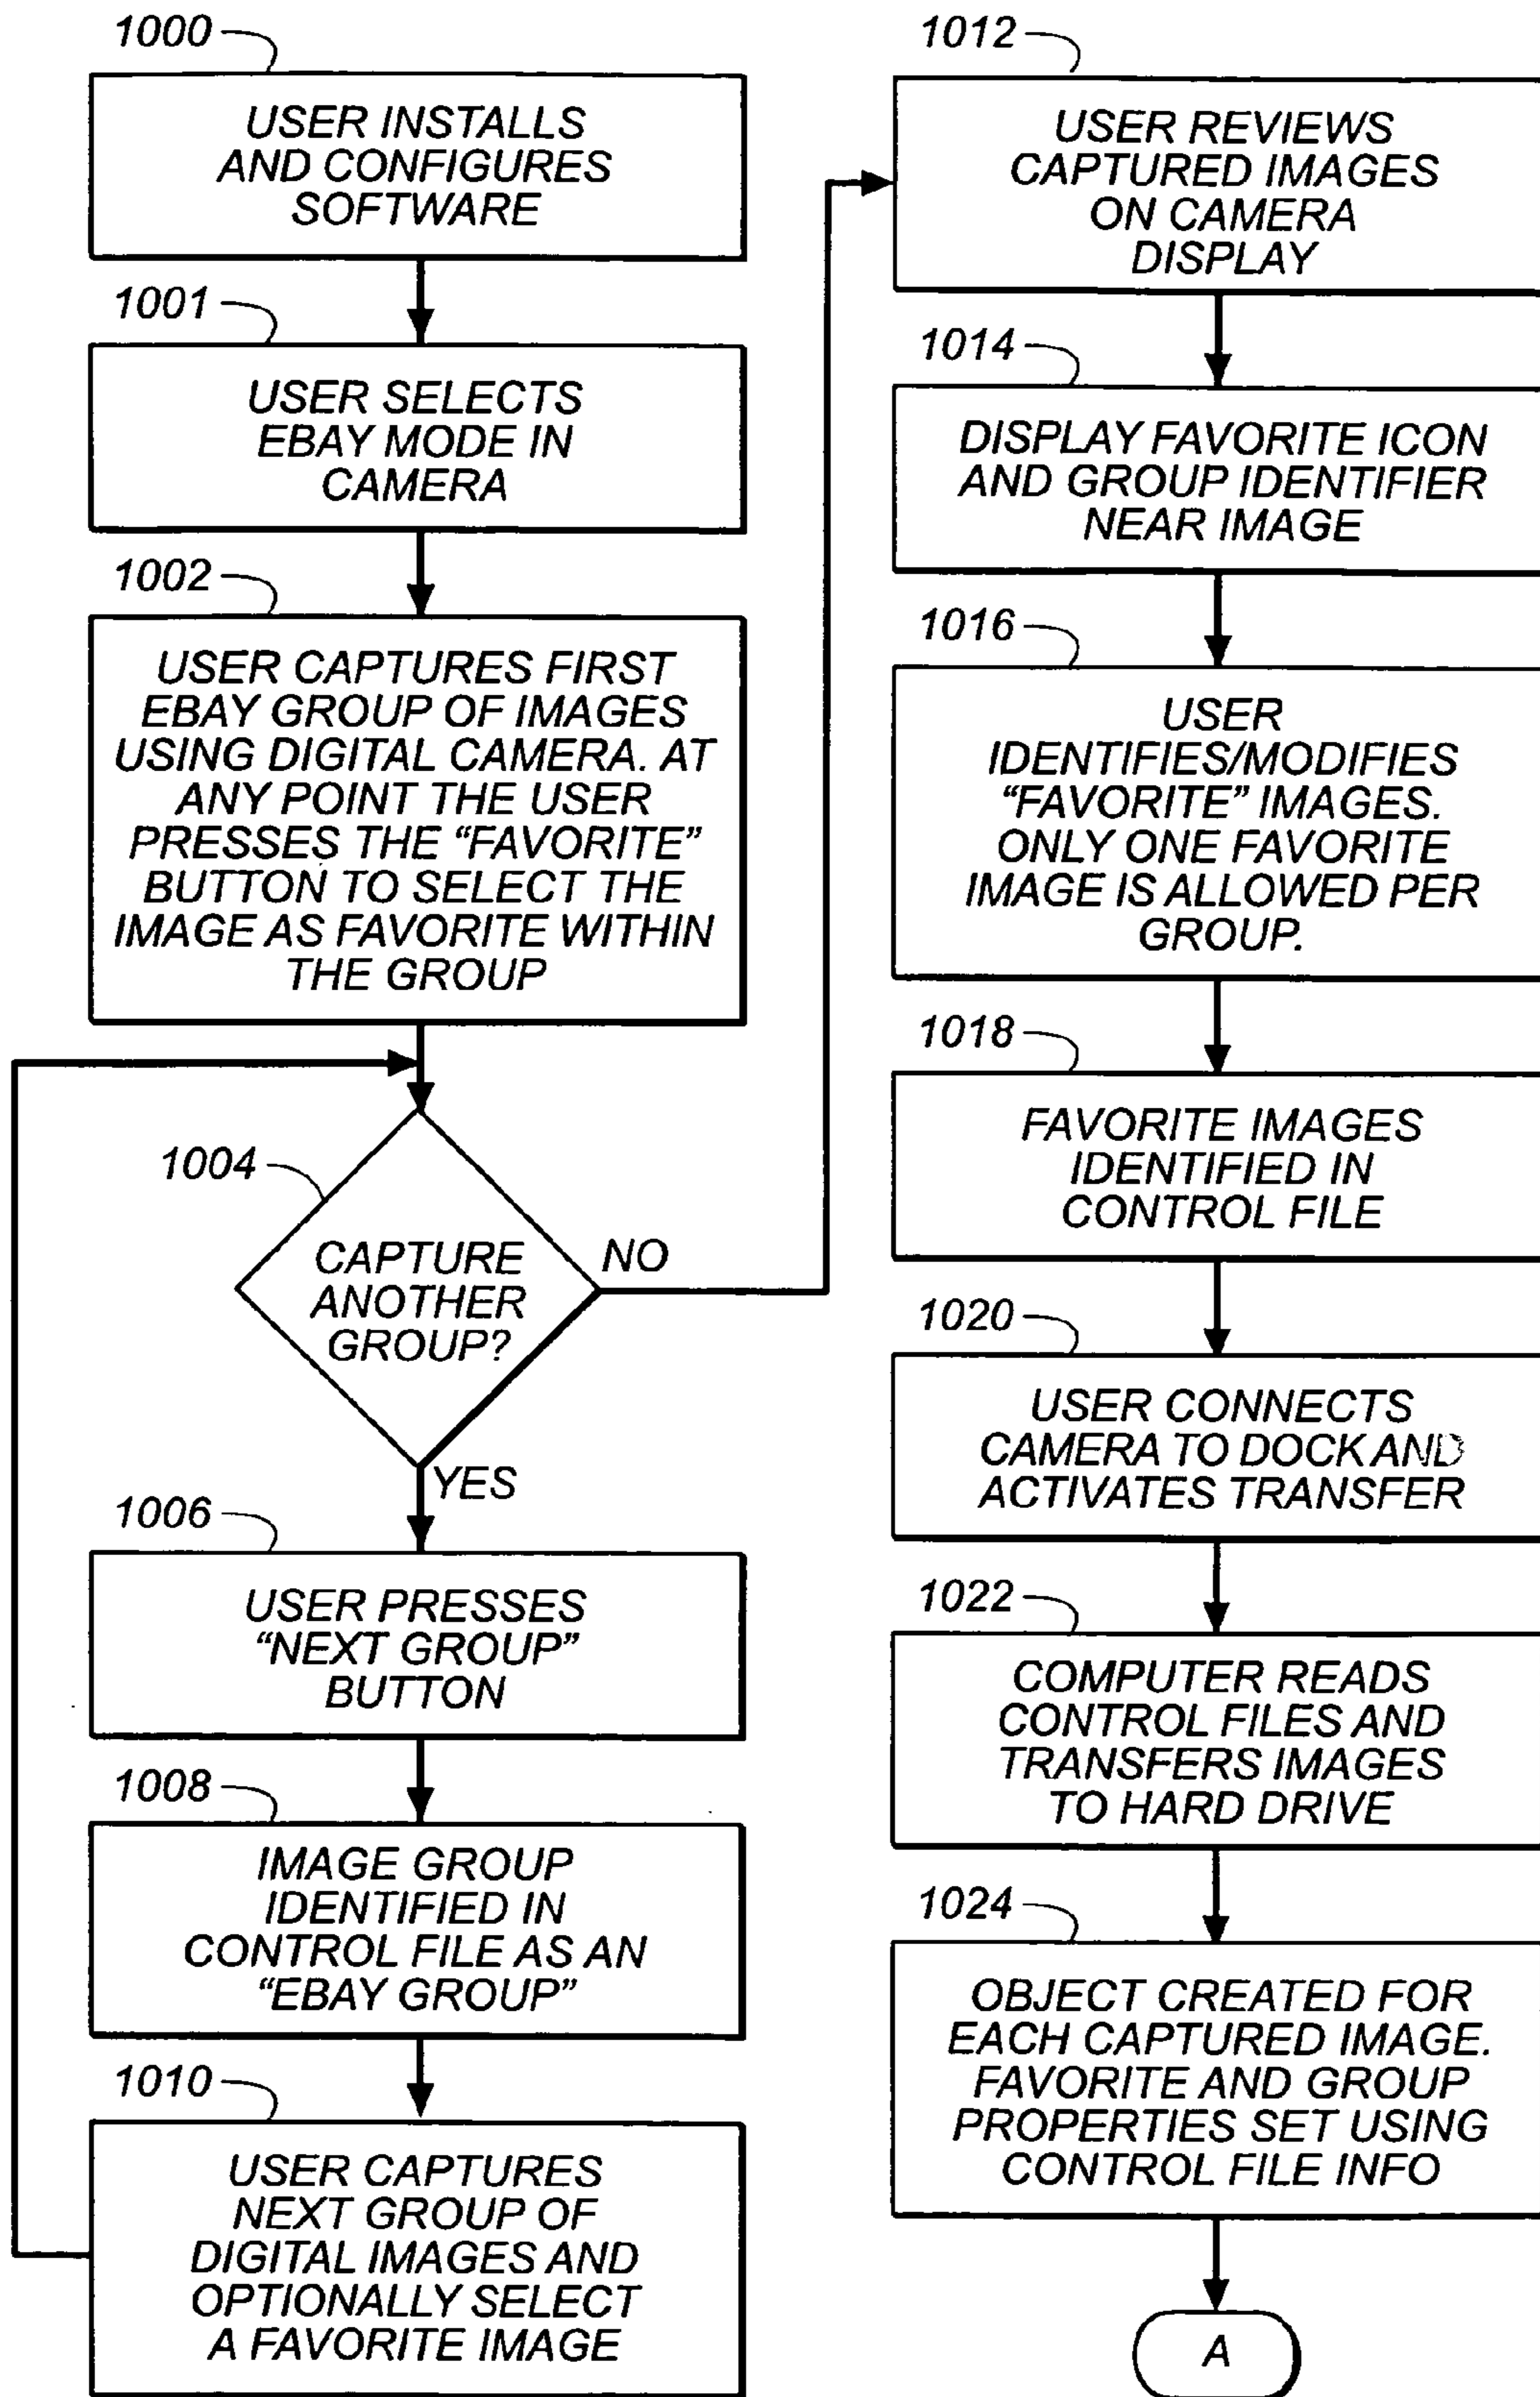 1000
USER INSTALLS
AND CONFIGURES
SOFTWARE
1001
USER SELECTS
EBAY MODE IN
CAMERA
1002
USER CAPTURES FIRST
EBAY GROUP OF IMAGES
USING DIGITAL CAMERA. AT
ANY POINT THE USER
PRESSES THE “FAVORITE”
BUTTON TO SELECT THE
IMAGE AS FAVORITE WITHIN
THE GROUP
1004
CAPTURE
ANOTHER
GROUP?
NO
YES
1006
USER PRESSES
“NEXT GROUP”
BUTTON
1008
IMAGE GROUP
IDENTIFIED IN
CONTROL FILE AS AN
“EBAY GROUP”
1010
USER CAPTURES
NEXT GROUP OF
DIGITAL IMAGES AND
OPTIONALLY SELECT
A FAVORITE IMAGE
1012
USER REVIEWS
CAPTURED IMAGES
ON CAMERA
DISPLAY
1014
DISPLAY FAVORITE ICON
AND GROUP IDENTIFIER
NEAR IMAGE
1016
USER
IDENTIFIES/MODIFIES
“FAVORITE” IMAGES.
ONLY ONE FAVORITE
IMAGE IS ALLOWED PER
GROUP.
1018
FAVORITE IMAGES
IDENTIFIED IN
CONTROL FILE
1020
USER CONNECTS
CAMERA TO DOCK AND
ACTIVATES TRANSFER
1022
COMPUTER READS
CONTROL FILES AND
TRANSFERS IMAGES
TO HARD DRIVE
1024
OBJECT CREATED FOR
EACH CAPTURED IMAGE.
FAVORITE AND GROUP
PROPERTIES SET USING
CONTROL FILE INFO
A